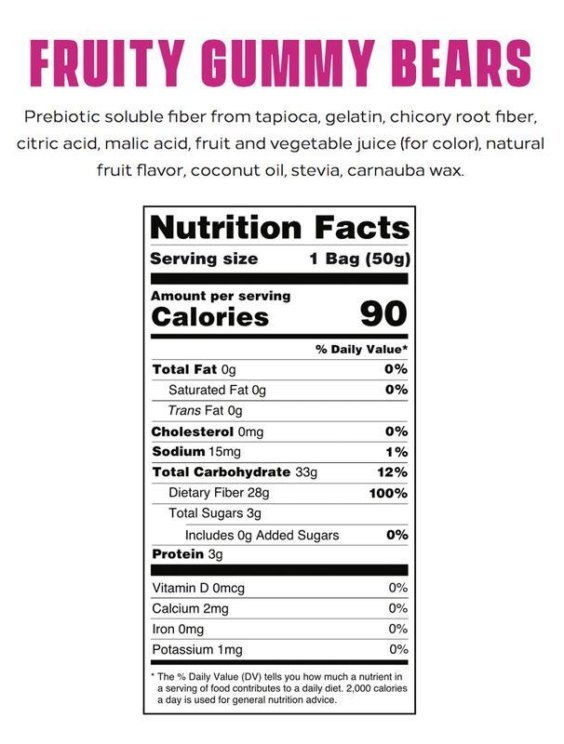 FRUITY GUMMY BEARS
Prebiotic soluble fiber from tapioca, gelatin, chicory root fiber,
citric acid, malic acid, fruit and vegetable juice (for color), natural
fruit flavor, coconut oil, stevia, carnauba wax.
Nutrition Facts
Serving size 1 Bag (50g)
Amount per serving
Calories 90
% Daily Value*
Total Fat 0g 0%
Saturated Fat 0g 0%
Trans Fat 0g
Cholesterol 0mg 0%
Sodium 15mg 1%
Total Carbohydrate 33g 12%
Dietary Fiber 28g 100%
Total Sugars 3g
Includes 0g Added Sugars 0%
Protein 3g
Vitamin D 0mcg 0%
Calcium 2mg 0%
Iron 0mg 0%
Potassium 1mg 0%
* The % Daily Value (DV) tells you how much a nutrient in
a serving of food contributes to a daily diet. 2,000 calories
a day is used for general nutrition advice.